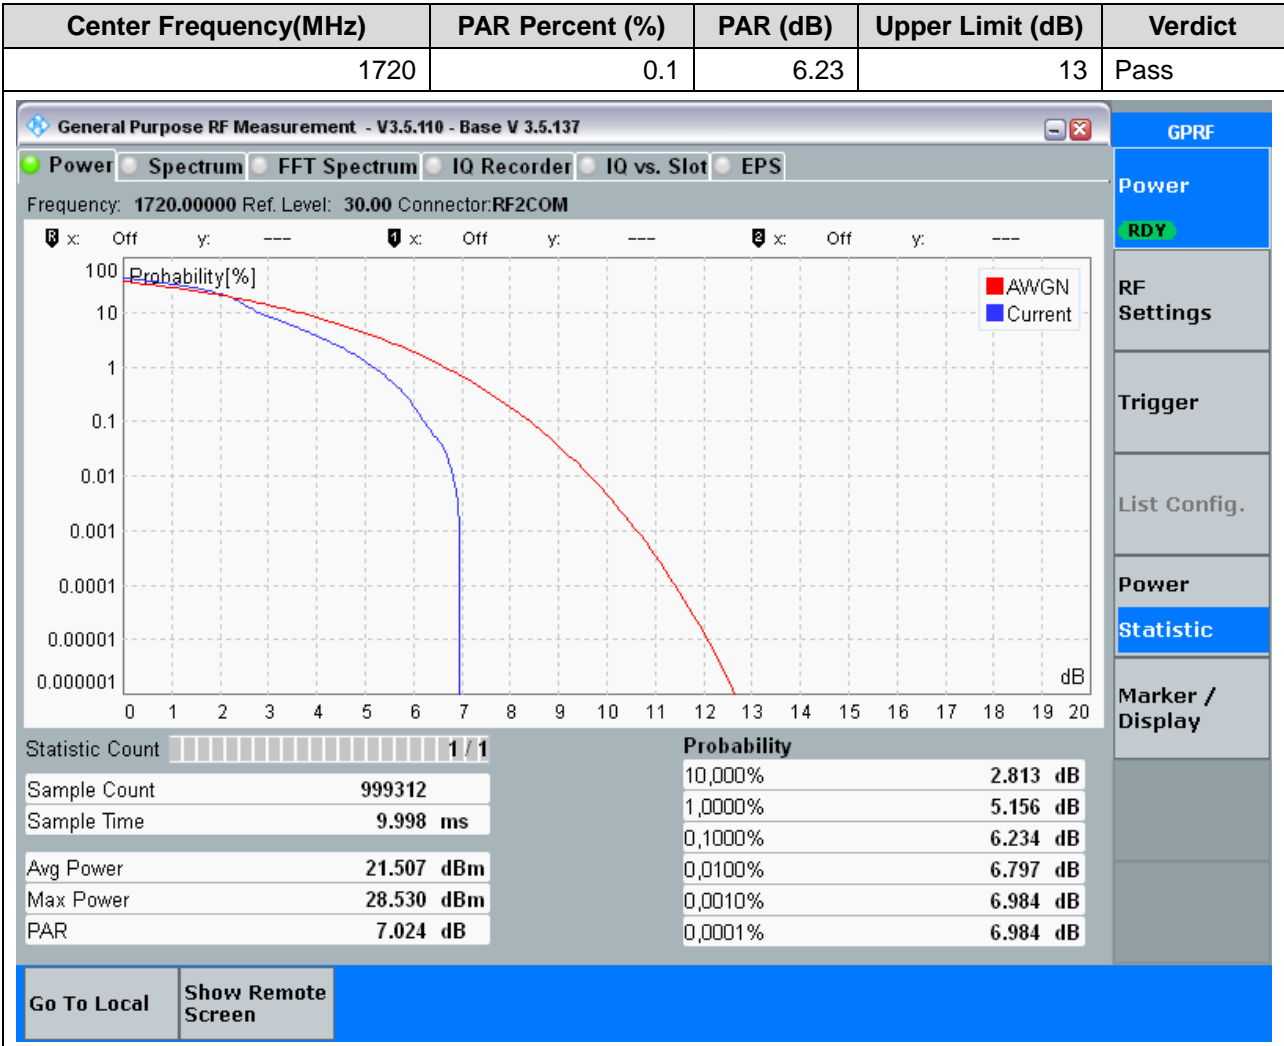 Center Frequency(MHz) PAR Percent (%) PAR (dB) Upper Limit (dB) Verdict
1720 0.1 6.23 13 Pass
General Purpose RF Measurement - V3.5.110 - Base V 3.5.137
GPRF
Power Spectrum FFT Spectrum IQ Recorder IQ vs. Slot EPS
Frequency: 1720.00000 Ref. Level: 30.00 Connector:RF2COM
R x: Off y: --- 1 x: Off y: --- 2 x: Off y: ---
Probability[%]
AWGN
Current
100
10
1
0.1
0.01
0.001
0.0001
0.00001
0.000001
dB
0 1 2 3 4 5 6 7 8 9 10 11 12 13 14 15 16 17 18 19 20
Statistic Count 1 / 1
Sample Count 999312
Sample Time 9.998 ms
Avg Power 21.507 dBm
Max Power 28.530 dBm
PAR 7.024 dB
Probability
10,000% 2.813 dB
1,0000% 5.156 dB
0,1000% 6.234 dB
0,0100% 6.797 dB
0,0010% 6.984 dB
0,0001% 6.984 dB
Power
RDY
RF
Settings
Trigger
List Config.
Power
Statistic
Marker /
Display
Go To Local
Show Remote
Screen